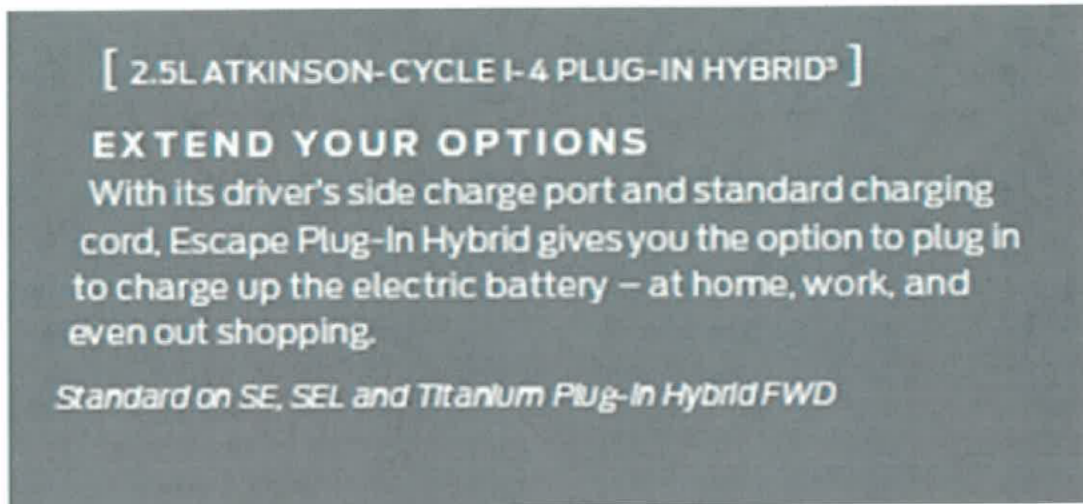 [ 2.5L ATKINSON-CYCLE I-4 PLUG-IN HYBRID³ ]
EXTEND YOUR OPTIONS
With its driver's side charge port and standard charging
cord, Escape Plug-In Hybrid gives you the option to plug in
to charge up the electric battery – at home, work, and
even out shopping.
Standard on SE, SEL and Titanium Plug-In Hybrid FWD